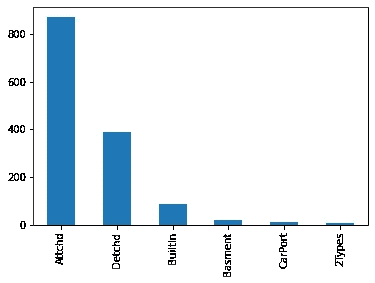 800
600
400
200
0
Attchd
Detchd
BuiltIn
Basment
CarPort
2Types